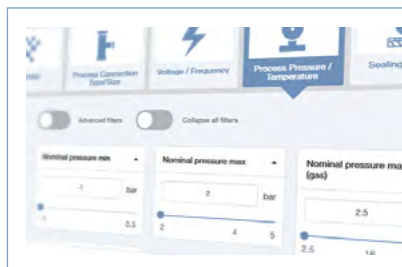 Process Connection
Type/Size
Voltage / Frequency
Process Pressure /
Temperature
Sealing
Advanced filters
Collapse all filters
Nominal pressure min
-1
bar
-1
0.5
Nominal pressure max
2
bar
2
4
5
Nominal pressure ma
(gas)
2.5
2.5
16